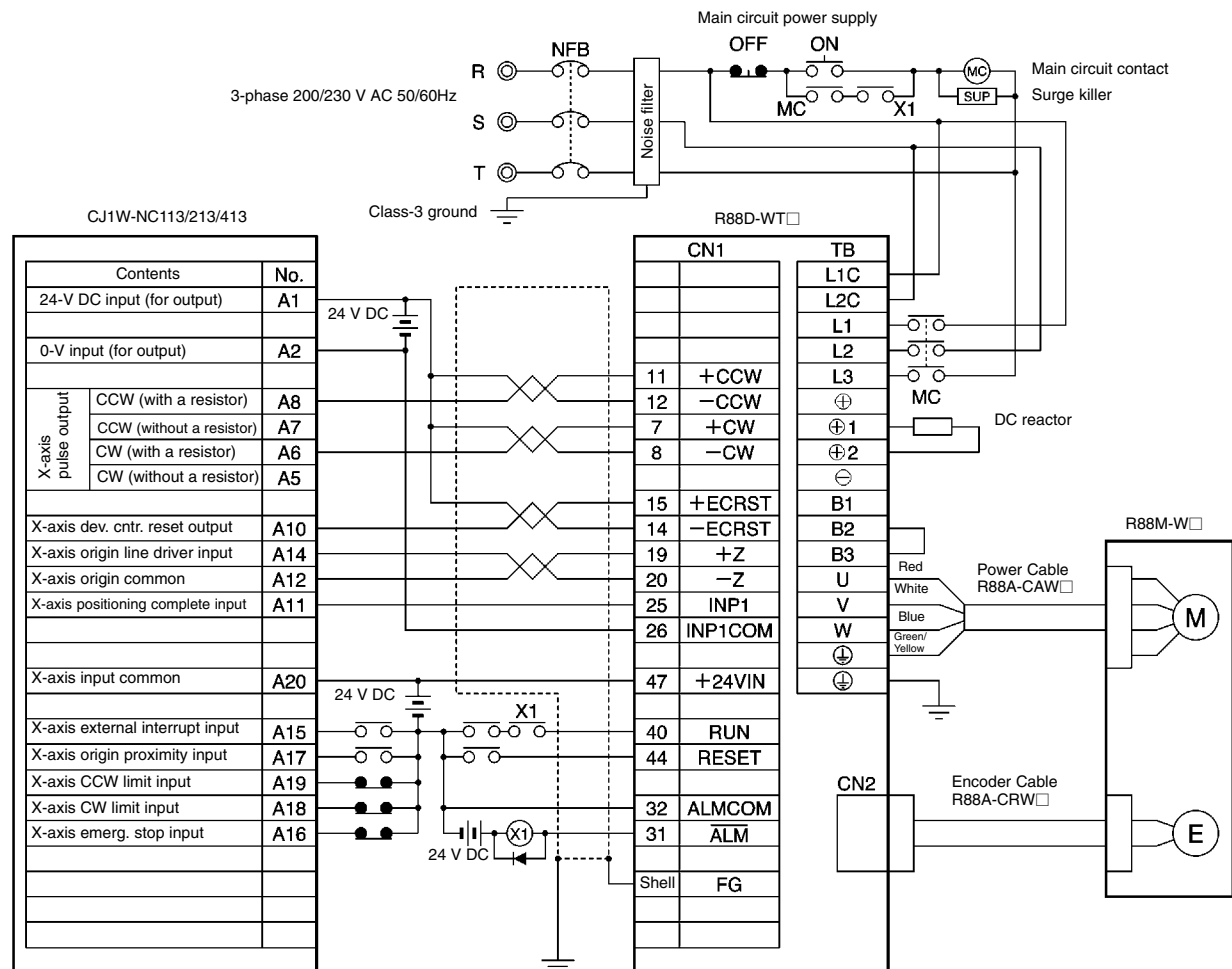 Main circuit power supply
OFF
ON
NFB
R
MC
Main circuit contact
3-phase 200/230 V AC 50/60Hz
SUP
Surge killer
MC
X1
S
Noise filter
T
Class-3 ground
CJ1W-NC113/213/413
R88D-WT□
CN1
TB
Contents
No.
L1C
24-V DC input (for output)
A1
L2C
24 V DC
L1
0-V input (for output)
A2
L2
11
+CCW
L3
MC
X-axis pulse output
CCW (with a resistor)
A8
12
−CCW
⊕
CCW (without a resistor)
A7
7
+CW
⊕1
DC reactor
CW (with a resistor)
A6
8
−CW
⊕2
CW (without a resistor)
A5
⊖
15
+ECRST
B1
X-axis dev. cntr. reset output
A10
14
−ECRST
B2
R88M-W□
X-axis origin line driver input
A14
19
+Z
B3
X-axis origin common
A12
20
−Z
U
Red
Power Cable
R88A-CAW□
X-axis positioning complete input
A11
25
INP1
V
White
26
INP1COM
W
Blue
Green/
Yellow
M
X-axis input common
A20
24 V DC
47
+24VIN
X-axis external interrupt input
A15
X1
40
RUN
X-axis origin proximity input
A17
44
RESET
X-axis CCW limit input
A19
CN2
Encoder Cable
R88A-CRW□
X-axis CW limit input
A18
32
ALMCOM
X-axis emerg. stop input
A16
X1
24 V DC
31
ALM
E
Shell
FG